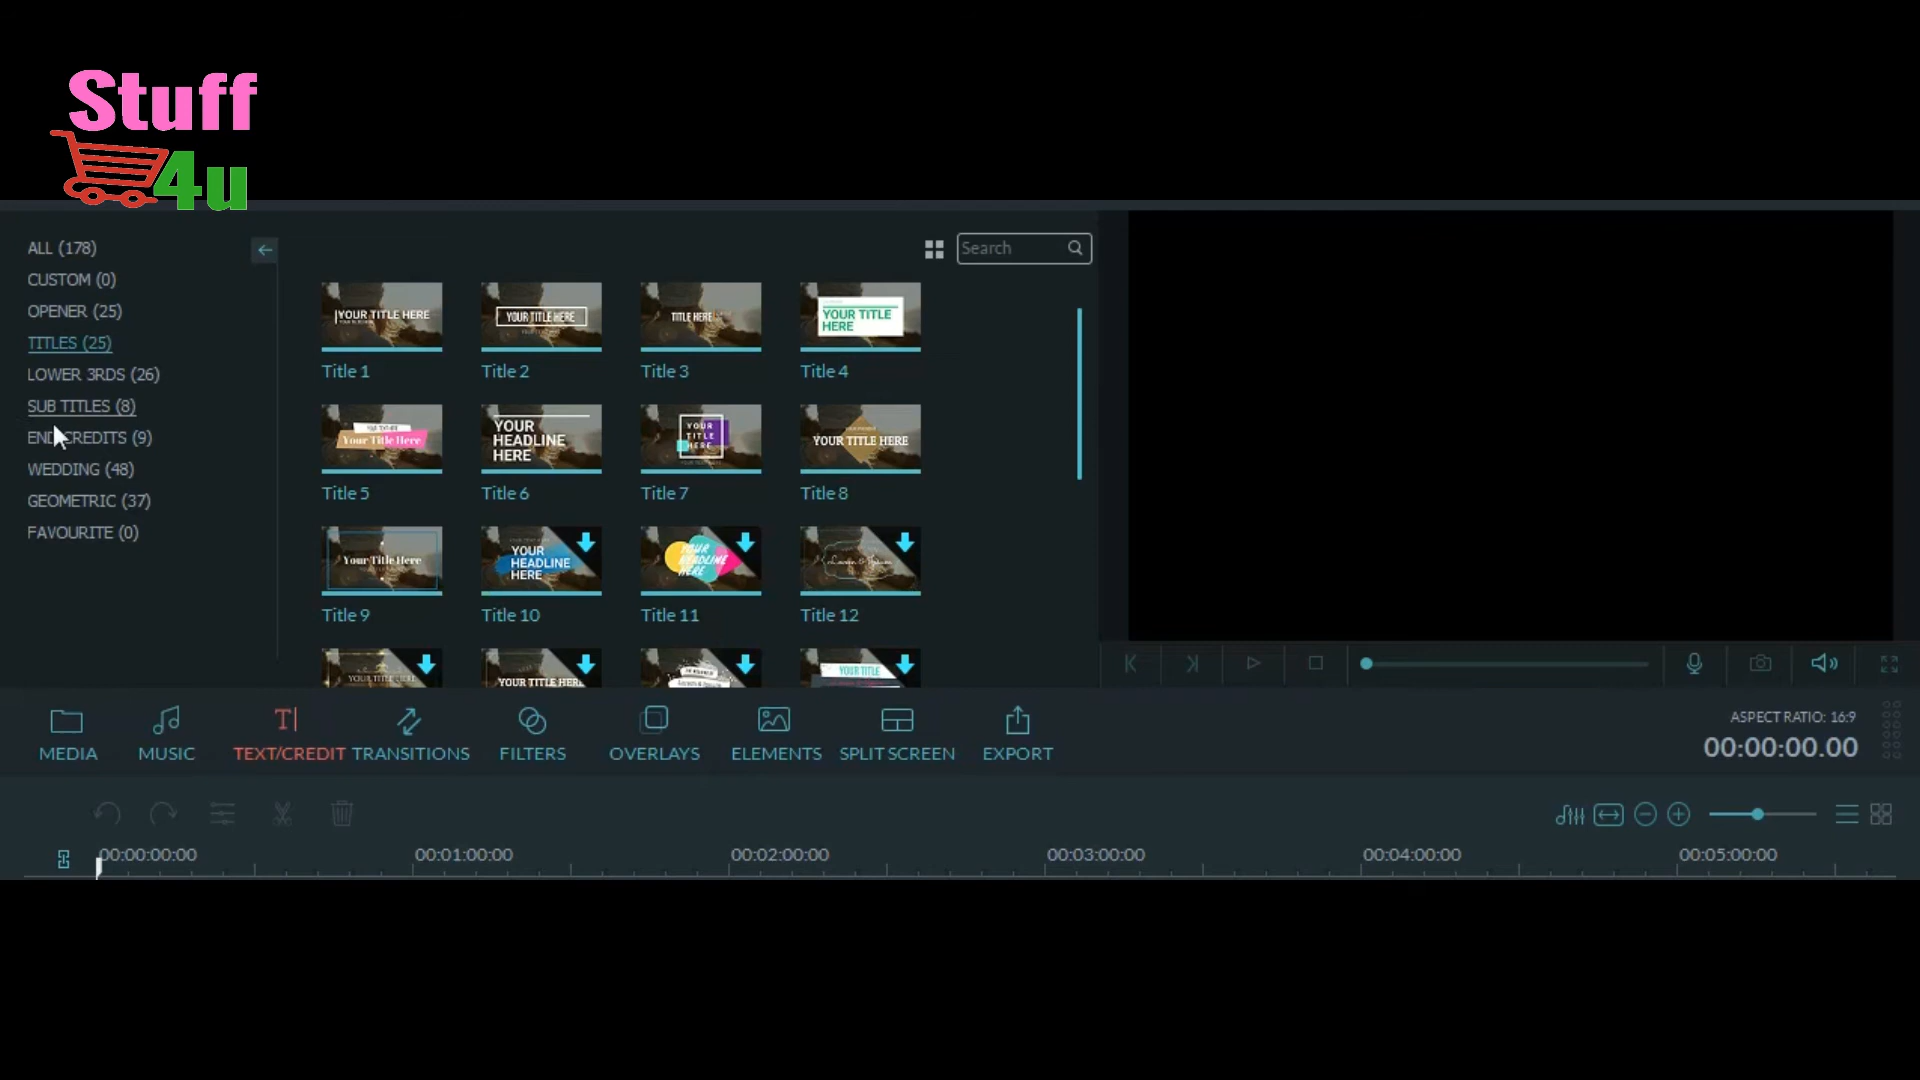 Stuff
4u
ALL (178)
CUSTOM (0)
OPENER (25)
TITLES (25)
LOWER 3RDS (26)
SUB TITLES (8)
END CREDITS (9)
WEDDING (48)
GEOMETRIC (37)
FAVOURITE (0)
Search
YOUR TITLE HERE
YOUR TITLE HERE
TITLE HERE
YOUR TITLE
HERE
Title 1
Title 2
Title 3
Title 4
Your Title Here
YOUR
HEADLINE
HERE
YOUR
TITLE
HERE
YOUR TITLE HERE
Title 5
Title 6
Title 7
Title 8
Your Title Here
YOUR
HEADLINE
HERE
YOUR
HEADLINE
HERE
Title 9
Title 10
Title 11
Title 12
YOUR TITLE HERE
YOUR TITLE HERE
YOUR TITLE
MEDIA
MUSIC
TEXT/CREDIT
TRANSITIONS
FILTERS
OVERLAYS
ELEMENTS
SPLIT SCREEN
EXPORT
ASPECT RATIO: 16:9
00:00:00.00
00:00:00:00
00:01:00:00
00:02:00:00
00:03:00:00
00:04:00:00
00:05:00:00